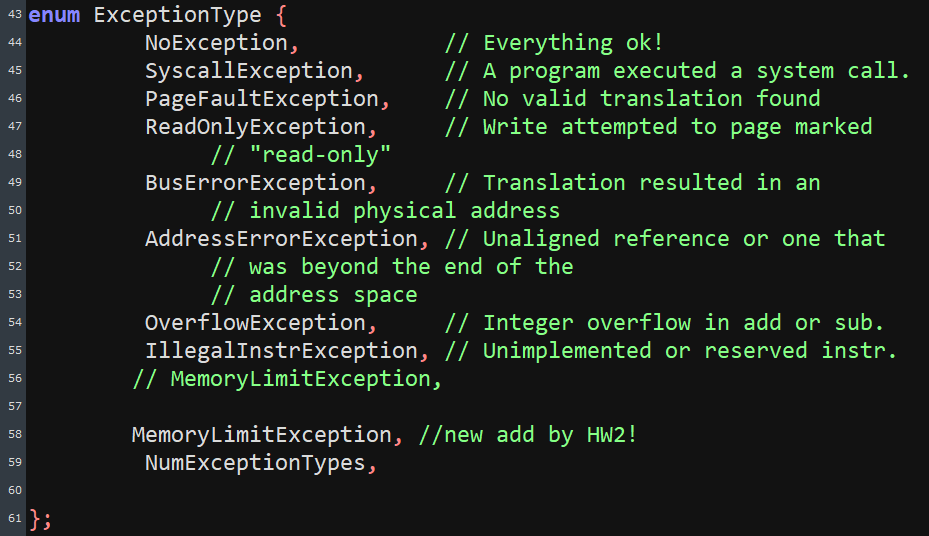 43 enum ExceptionType {
44 NoException, // Everything ok!
45 SyscallException, // A program executed a system call.
46 PageFaultException, // No valid translation found
47 ReadOnlyException, // Write attempted to page marked
48 // "read-only"
49 BusErrorException, // Translation resulted in an
50 // invalid physical address
51 AddressErrorException, // Unaligned reference or one that
52 // was beyond the end of the
53 // address space
54 OverflowException, // Integer overflow in add or sub.
55 IllegalInstrException, // Unimplemented or reserved instr.
56 // MemoryLimitException,
57
58 MemoryLimitException, //new add by HW2!
59 NumExceptionTypes,
60
61 };